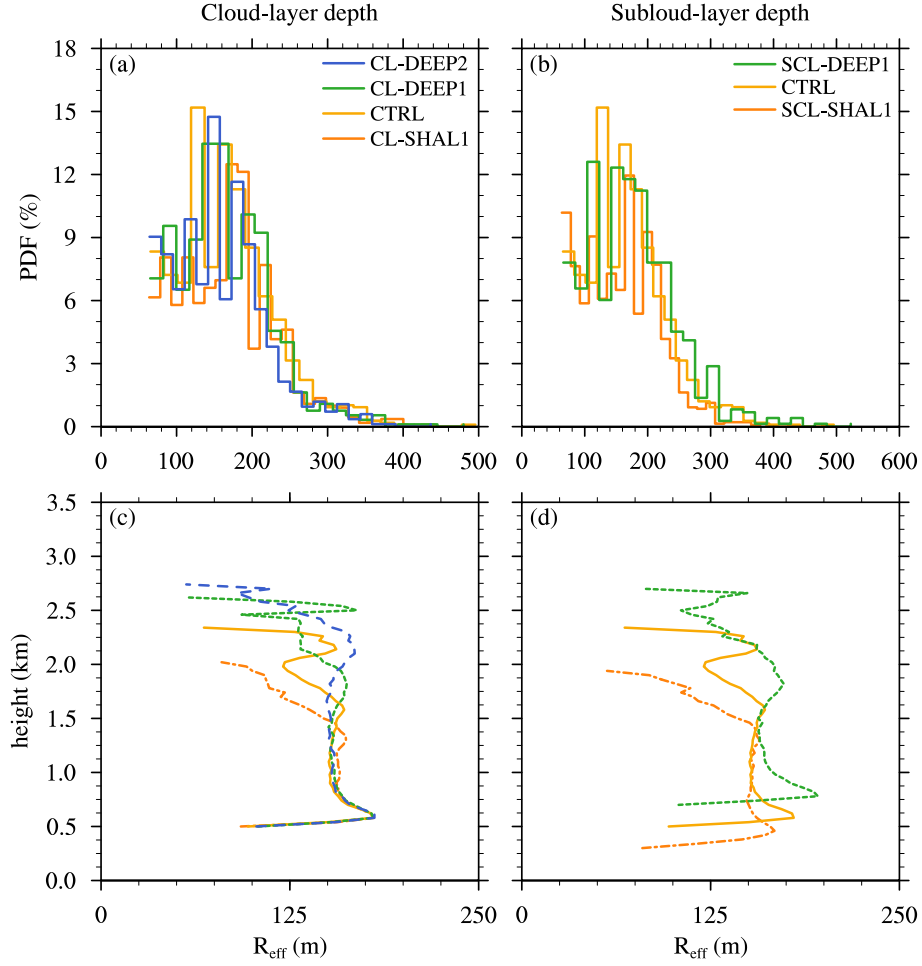 Cloud-layer depth
Subloud-layer depth
18
15
12
9
6
3
0
PDF (%)
(a)
CL-DEEP2
CL-DEEP1
CTRL
CL-SHAL1
100 200 300 400 500
(b)
SCL-DEEP1
CTRL
SCL-SHAL1
0 100 200 300 400 500 600
3.5
3.0
2.5
2.0
1.5
1.0
0.5
0.0
height (km)
(c)
0 125 250
R_eff (m)
(d)
0 125 250
R_eff (m)